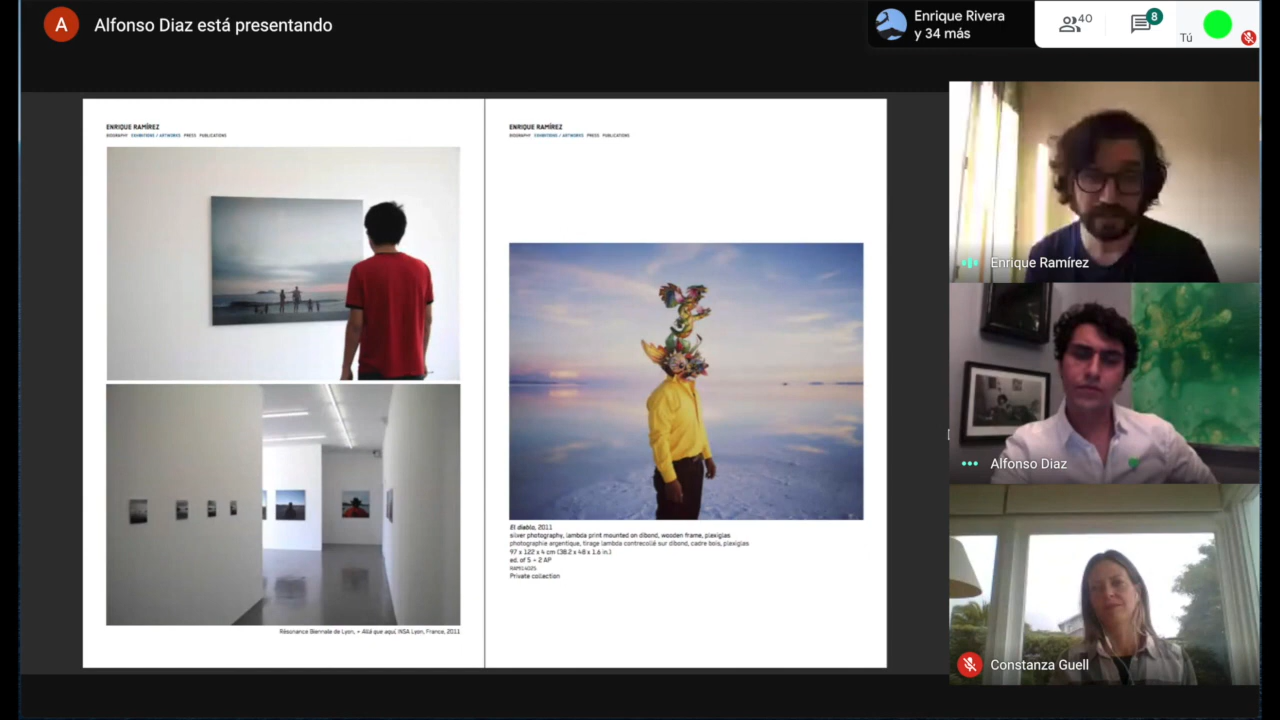 A Alfonso Diaz está presentando
Enrique Rivera
y 34 más
40
8
Tú
ENRIQUE RAMÍREZ
BIOGRAPHY EXHIBITIONS / ARTWORKS PRESS PUBLICATIONS
Résonance Biennale de Lyon, « Allá que aquí, INSA Lyon, France, 2011
ENRIQUE RAMÍREZ
BIOGRAPHY EXHIBITIONS / ARTWORKS PRESS PUBLICATIONS
El diablo, 2011
silver photography, lambda print mounted on dibond, wooden frame, plexiglas
photographie argentique, tirage lambda contrecollé sur dibond, cadre bois, plexiglas
97 x 122 x 4 cm (38.2 x 48 x 1.6 in.)
ed. of 5 + 2 AP
RAM14025
Private collection
Enrique Ramírez
Alfonso Diaz
Constanza Guell